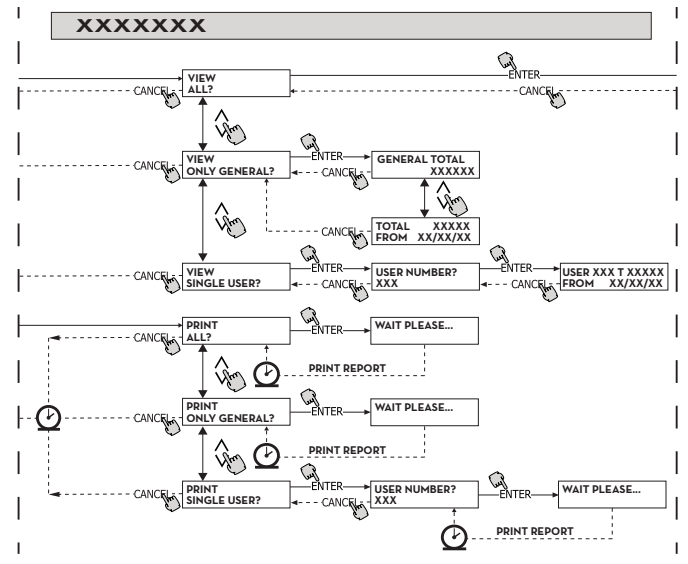 XXXXXXX
ENTER
VIEW
ALL?
CANCEL
CANCEL
VIEW
ONLY GENERAL?
CANCEL
ENTER
CANCEL
GENERAL TOTAL
XXXXXX
TOTAL XXXXX
FROM XX/XX/XX
CANCEL
VIEW
SINGLE USER?
CANCEL
ENTER
CANCEL
USER NUMBER?
XXX
ENTER
CANCEL
USER XXX T XXXXX
FROM XX/XX/XX
PRINT
ALL?
CANCEL
ENTER
WAIT PLEASE...
PRINT REPORT
PRINT
ONLY GENERAL?
CANCEL
ENTER
WAIT PLEASE...
PRINT REPORT
PRINT
SINGLE USER?
CANCEL
ENTER
CANCEL
USER NUMBER?
XXX
ENTER
WAIT PLEASE...
PRINT REPORT